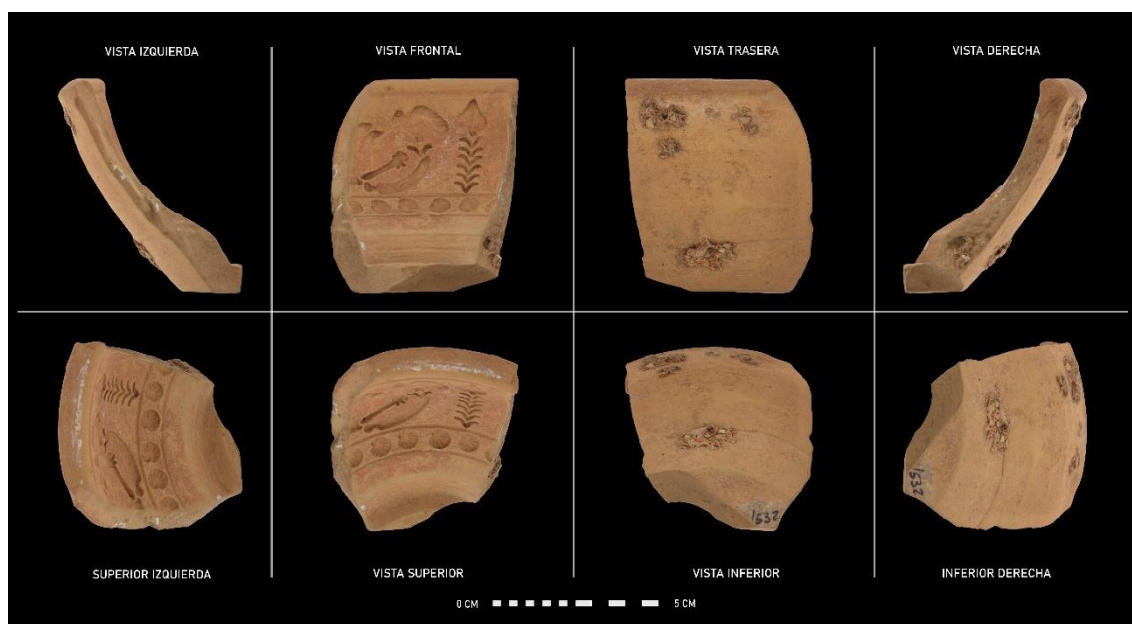 VISTA IZQUIERDA
VISTA FRONTAL
VISTA TRASERA
VISTA DERECHA
1532
1532
SUPERIOR IZQUIERDA
VISTA SUPERIOR
VISTA INFERIOR
INFERIOR DERECHA
0 CM
5 CM